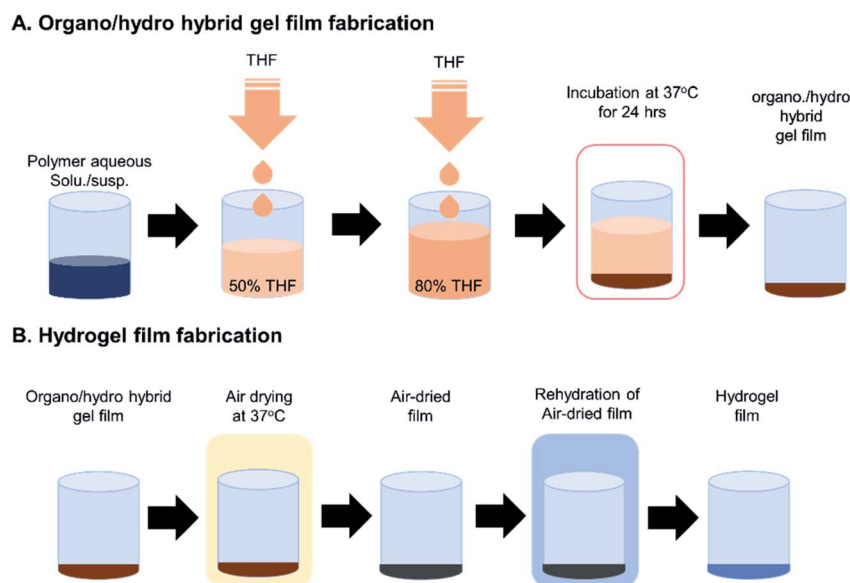 A. Organo/hydro hybrid gel film fabrication
THF
THF
Incubation at 37°C
for 24 hrs
organo./hydro
hybrid
gel film
Polymer aqueous
Solu./susp.
50% THF
80% THF
B. Hydrogel film fabrication
Organo/hydro hybrid
gel film
Air drying
at 37°C
Air-dried
film
Rehydration of
Air-dried film
Hydrogel
film